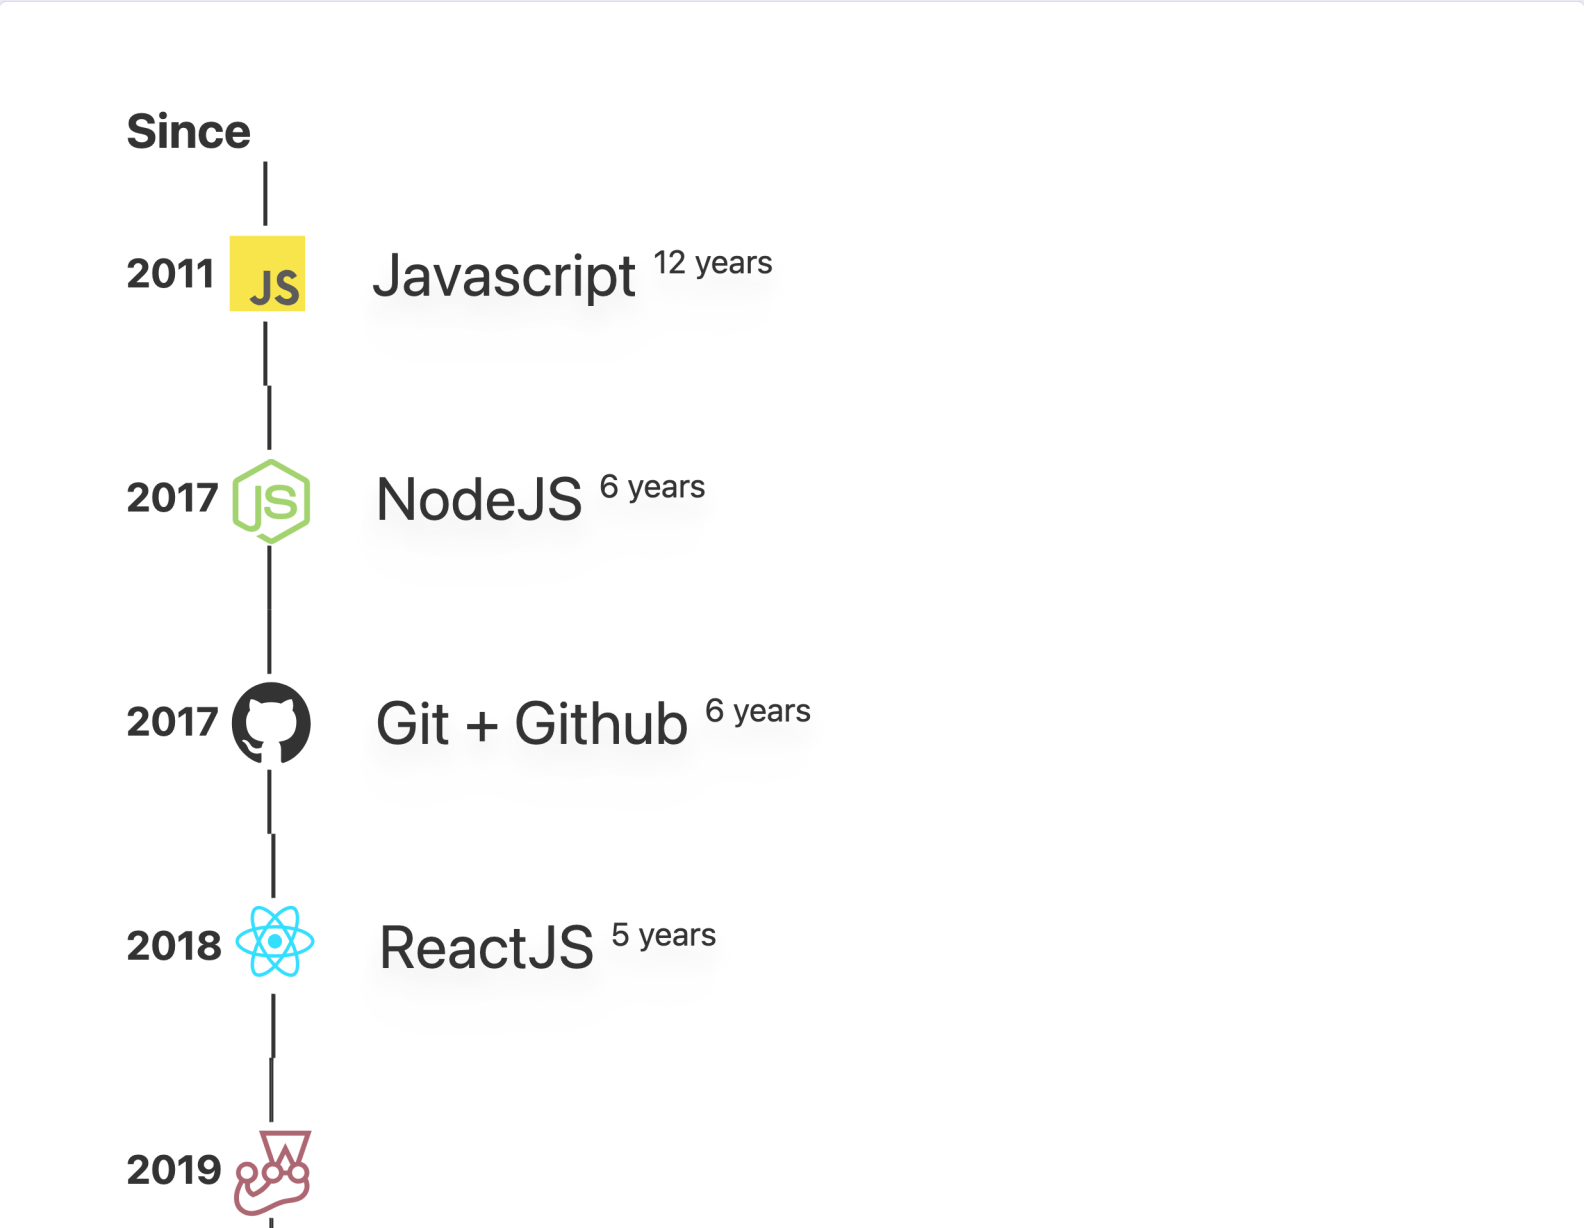 Since
2011 JS Javascript 12 years
2017 JS NodeJS 6 years
2017 Git + Github 6 years
2018 ReactJS 5 years
2019